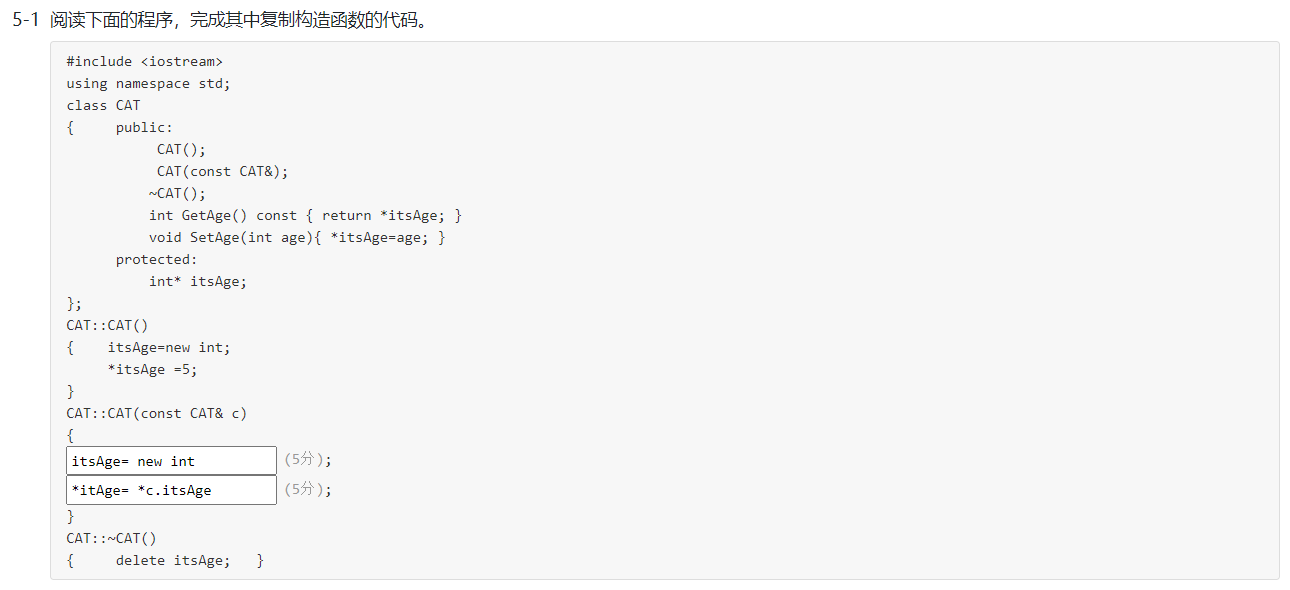 5-1 阅读下面的程序，完成其中复制构造函数的代码。
#include <iostream>
using namespace std;
class CAT
{     public:
           CAT();
           CAT(const CAT&);
          ~CAT();
          int GetAge() const { return *itsAge; }
          void SetAge(int age){ *itsAge=age; }
      protected:
          int* itsAge;
};
CAT::CAT()
{    itsAge=new int;
     *itsAge =5;
}
CAT::CAT(const CAT& c)
{
itsAge= new int (5分);
*itAge= *c.itsAge (5分);
}
CAT::~CAT()
{     delete itsAge;   }